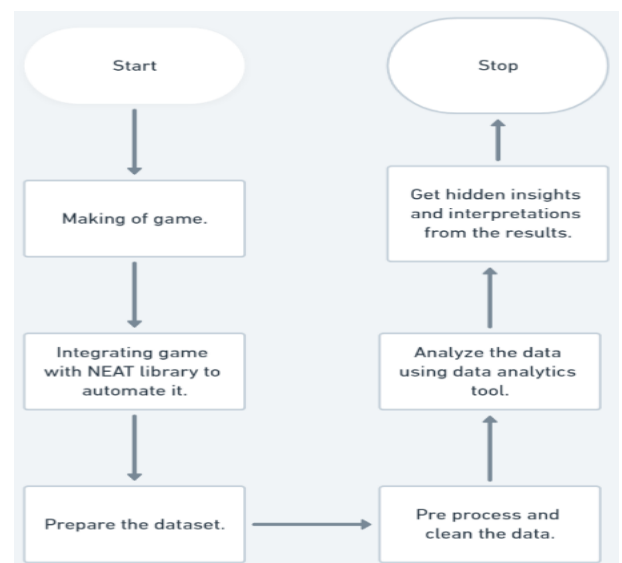 Start
Making of game.
Integrating game
with NEAT library to
automate it.
Prepare the dataset.
Pre process and
clean the data.
Analyze the data
using data analytics
tool.
Get hidden insights
and interpretations
from the results.
Stop